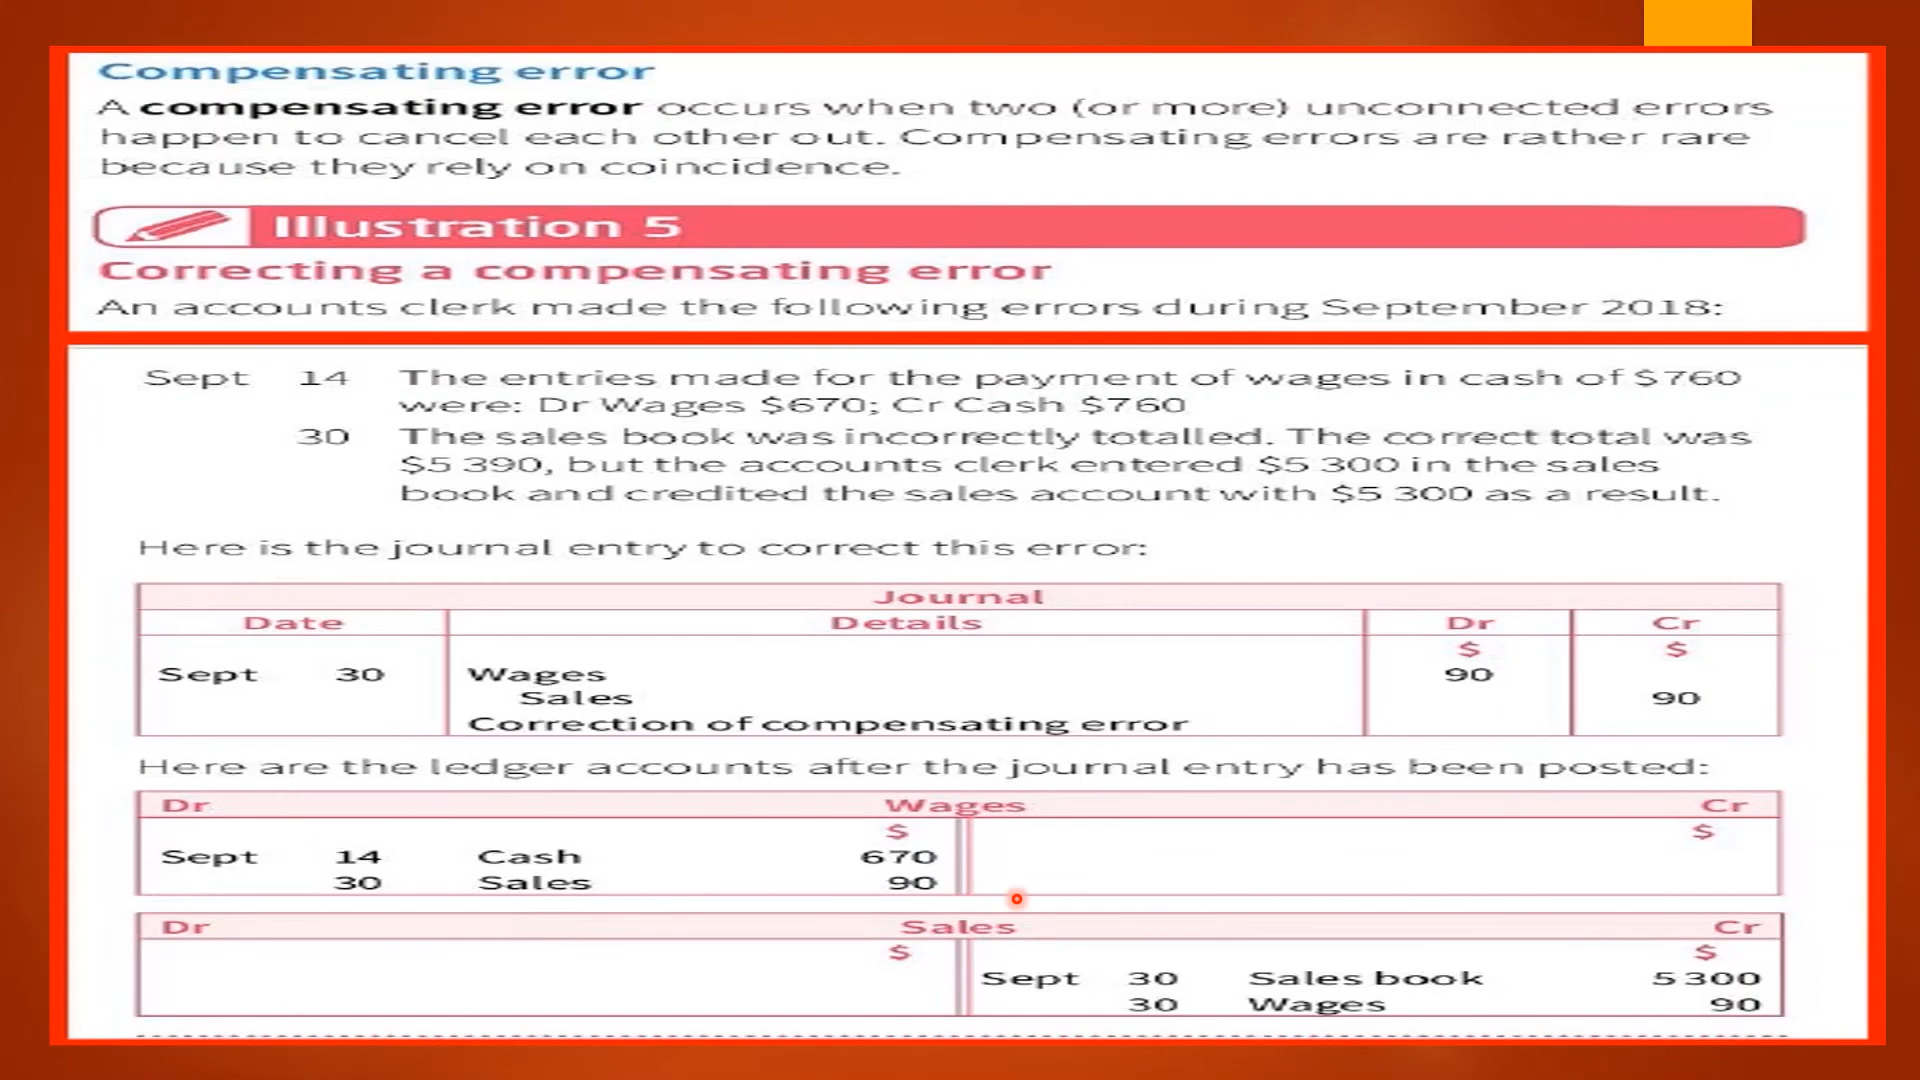 Compensating error
A compensating error occurs when two (or more) unconnected errors
happen to cancel each other out. Compensating errors are rather rare
because they rely on coincidence.
Illustration 5
Correcting a compensating error
An accounts clerk made the following errors during September 2018:
Sept 14 The entries made for the payment of wages in cash of $760
were: Dr Wages $670; Cr Cash $760
30 The sales book was incorrectly totalled. The correct total was
$5 390, but the accounts clerk entered $5 300 in the sales
book and credited the sales account with $5 300 as a result.
Here is the journal entry to correct this error:
Journal
Date Details Dr Cr
$ $
Sept 30 Wages 90
Sales 90
Correction of compensating error
Here are the ledger accounts after the journal entry has been posted:
Dr Wages Cr
$ $
Sept 14 Cash 670
30 Sales 90
Dr Sales Cr
$ $
Sept 30 Sales book 5 300
30 Wages 90